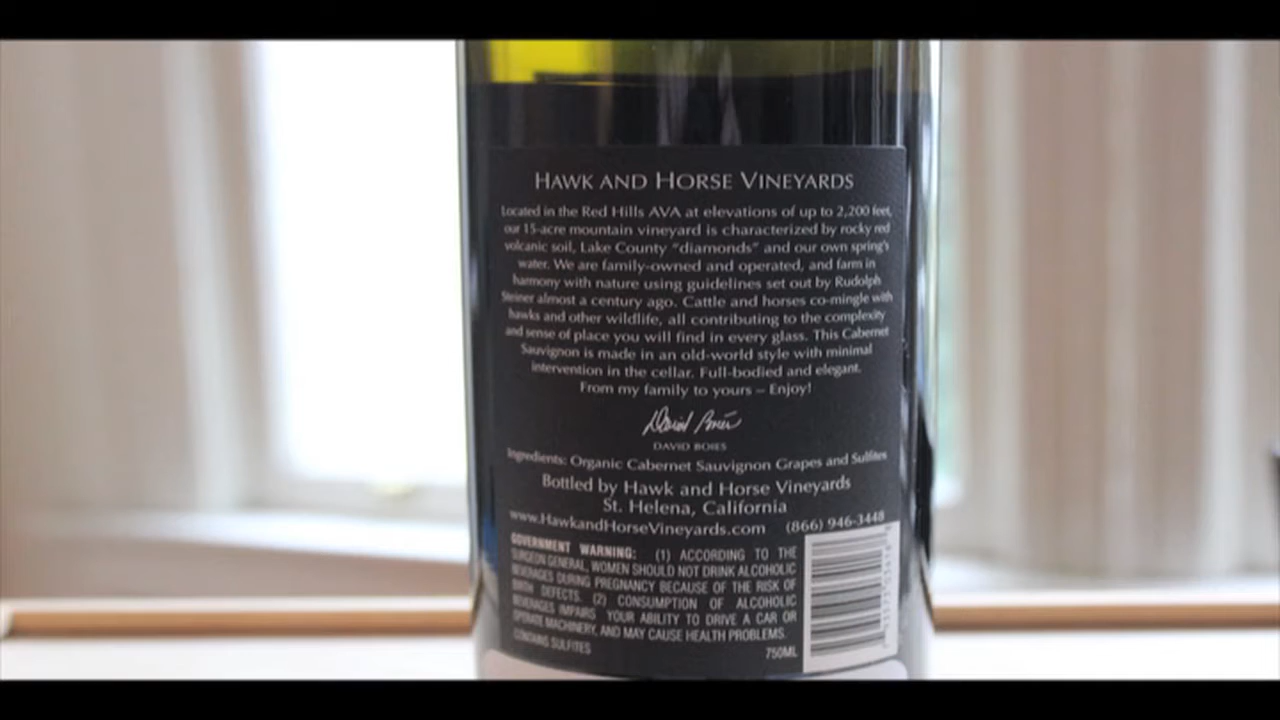 HAWK AND HORSE VINEYARDS
Located in the Red Hills AVA at elevations of up to 2,200 feet,
our 15-acre mountain vineyard is characterized by rocky red
volcanic soil, Lake County "diamonds" and our own spring's
water. We are family-owned and operated, and farm in
harmony with nature using guidelines set out by Rudolph
Steiner almost a century ago. Cattle and horses co-mingle with
hawks and other wildlife, all contributing to the complexity
and sense of place you will find in every glass. This Cabernet
Sauvignon is made in an old-world style with minimal
intervention in the cellar. Full-bodied and elegant.
From my family to yours – Enjoy!
David Boies
DAVID BOIES
Ingredients: Organic Cabernet Sauvignon Grapes and Sulfites
Bottled by Hawk and Horse Vineyards
St. Helena, California
www.HawkandHorseVineyards.com (866) 946-3448
GOVERNMENT WARNING: (1) ACCORDING TO THE
SURGEON GENERAL, WOMEN SHOULD NOT DRINK ALCOHOLIC
BEVERAGES DURING PREGNANCY BECAUSE OF THE RISK OF
BIRTH DEFECTS. (2) CONSUMPTION OF ALCOHOLIC
BEVERAGES IMPAIRS YOUR ABILITY TO DRIVE A CAR OR
OPERATE MACHINERY, AND MAY CAUSE HEALTH PROBLEMS.
CONTAINS SULFITES 750ML